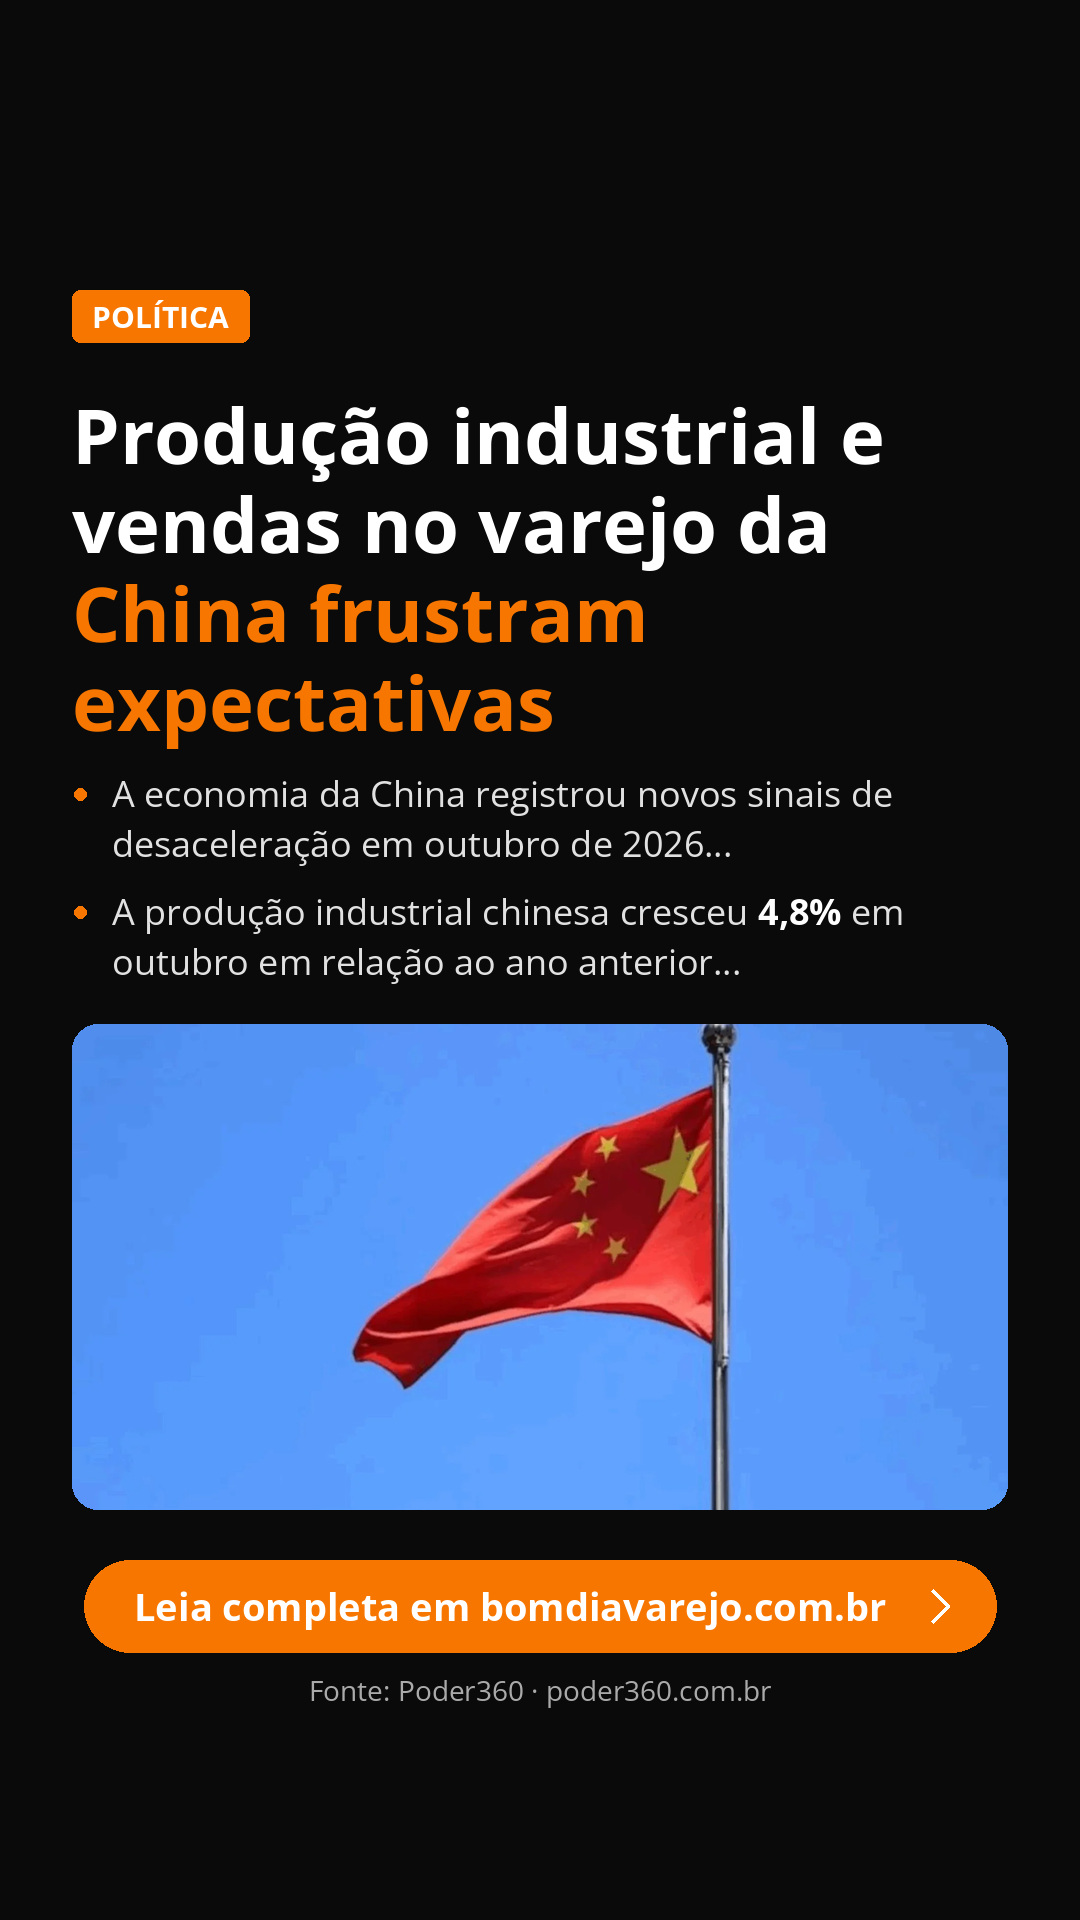 POLÍTICA
Produção industrial e
vendas no varejo da
China frustram
expectativas
A economia da China registrou novos sinais de
desaceleração em outubro de 2026...
A produção industrial chinesa cresceu 4,8% em
outubro em relação ao ano anterior...
Leia completa em bomdiavarejo.com.br
Fonte: Poder360 · poder360.com.br